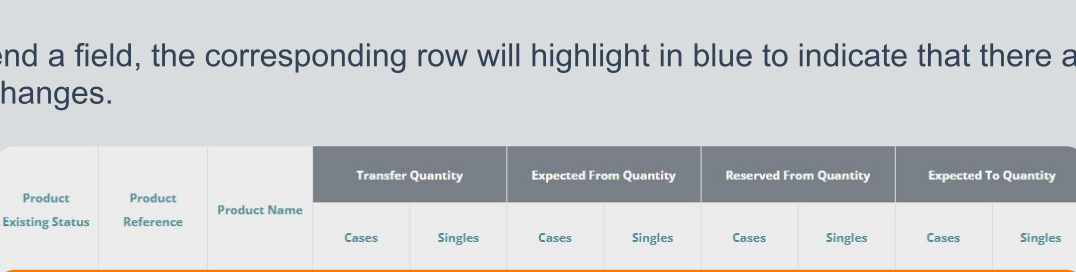 end a field, the corresponding row will highlight in blue to indicate that there a
hanges.
Transfer Quantity Expected From Quantity Reserved From Quantity Expected To Quantity
Product Existing Status Product Reference Product Name
Cases Singles Cases Singles Cases Singles Cases Singles